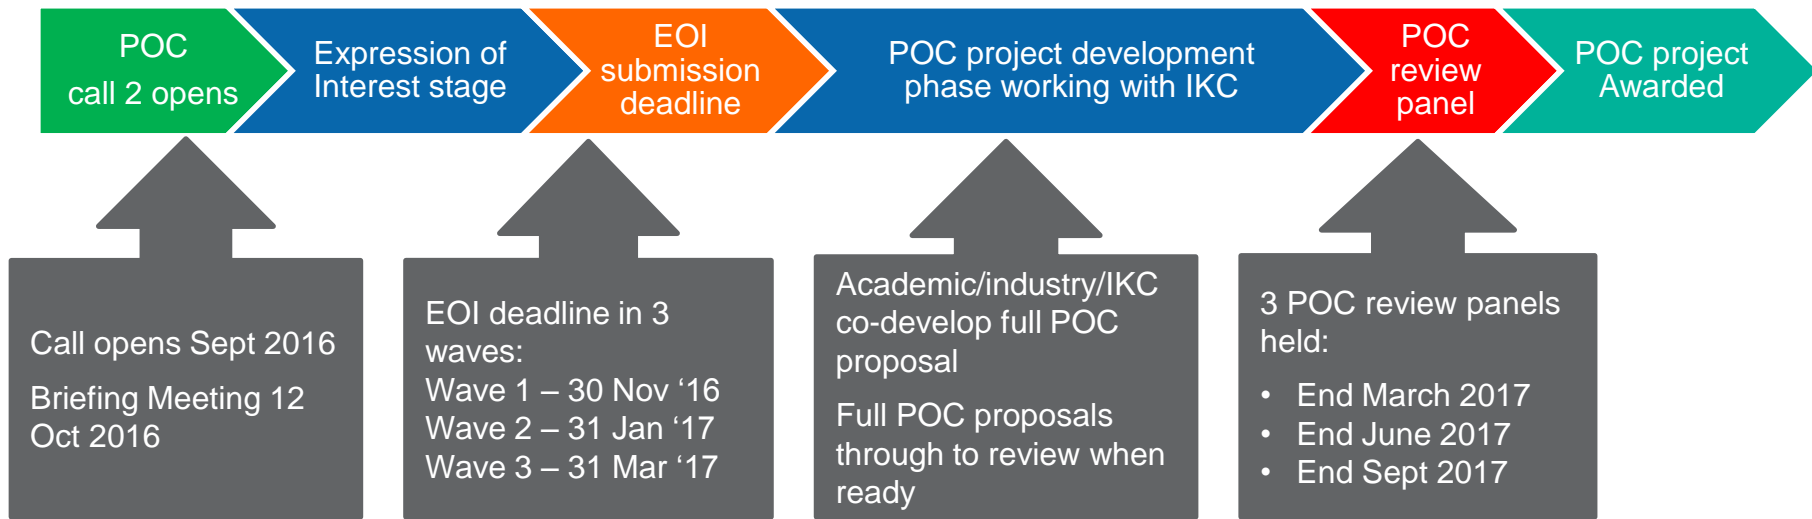 POC
call 2 opens
Expression of
Interest stage
EOI
submission
deadline
POC project development
phase working with IKC
POC
review
panel
POC project
Awarded
Call opens Sept 2016
Briefing Meeting 12
Oct 2016
EOI deadline in 3
waves:
Wave 1 – 30 Nov ‘16
Wave 2 – 31 Jan ‘17
Wave 3 – 31 Mar ‘17
Academic/industry/IKC
co-develop full POC
proposal
Full POC proposals
through to review when
ready
3 POC review panels
held:
• End March 2017
• End June 2017
• End Sept 2017